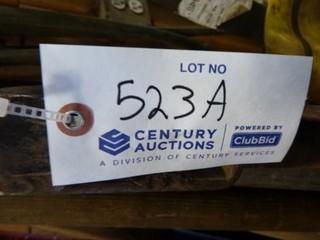 LOT NO
523A
CENTURY AUCTIONS
POWERED BY
ClubBid
A DIVISION OF CENTURY SERVICES